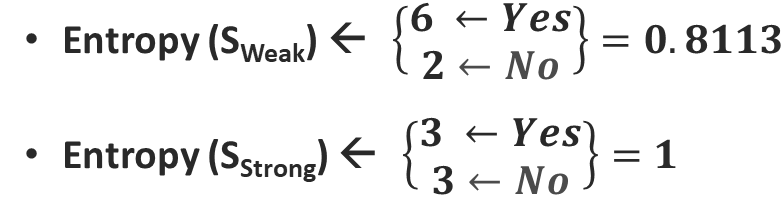 • Entropy (S_Weak) ← {6 ← Yes
2 ← No} = 0.8113
• Entropy (S_Strong) ← {3 ← Yes
3 ← No} = 1